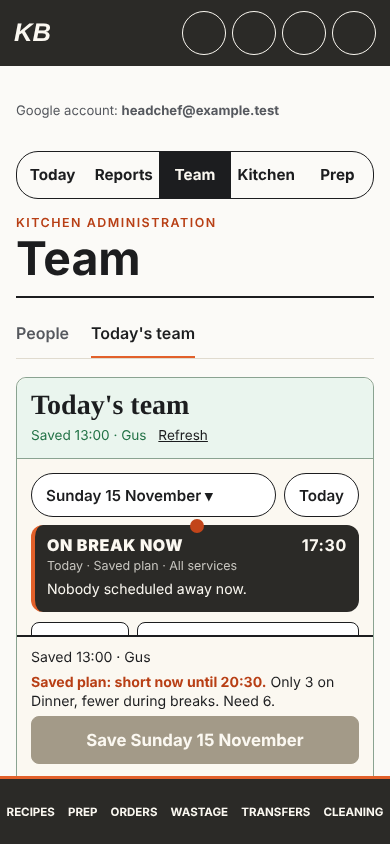 KB
Google account: headchef@example.test
Today Reports Team Kitchen Prep
KITCHEN ADMINISTRATION
Team
People Today's team
Today's team
Saved 13:00 · Gus Refresh
Sunday 15 November ▾ Today
ON BREAK NOW 17:30
Today · Saved plan · All services
Nobody scheduled away now.
Saved 13:00 · Gus
Saved plan: short now until 20:30. Only 3 on
Dinner, fewer during breaks. Need 6.
Save Sunday 15 November
RECIPES PREP ORDERS WASTAGE TRANSFERS CLEANING